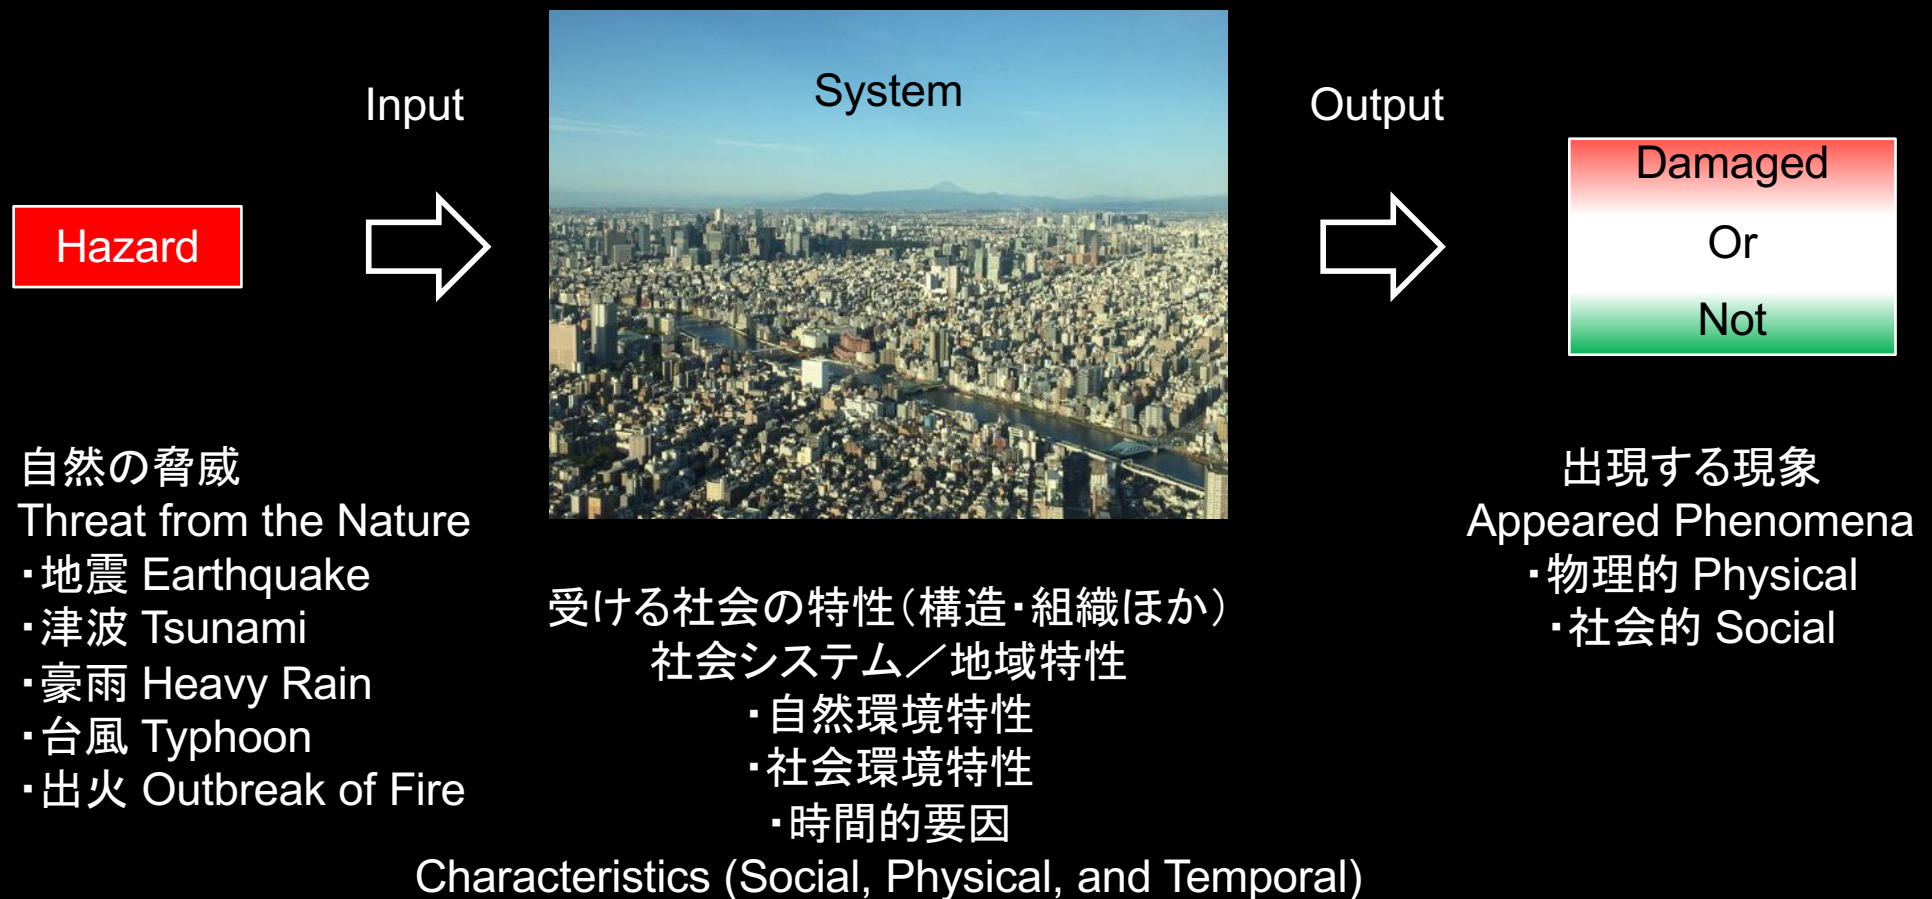 Hazard
自然の脅威
Threat from the Nature
・地震 Earthquake
・津波 Tsunami
・豪雨 Heavy Rain
・台風 Typhoon
・出火 Outbreak of Fire
Input
System
受ける社会の特性（構造・組織ほか）
社会システム／地域特性
・自然環境特性
・社会環境特性
・時間的要因
Characteristics (Social, Physical, and Temporal)
Output
Damaged
Or
Not
出現する現象
Appeared Phenomena
・物理的 Physical
・社会的 Social